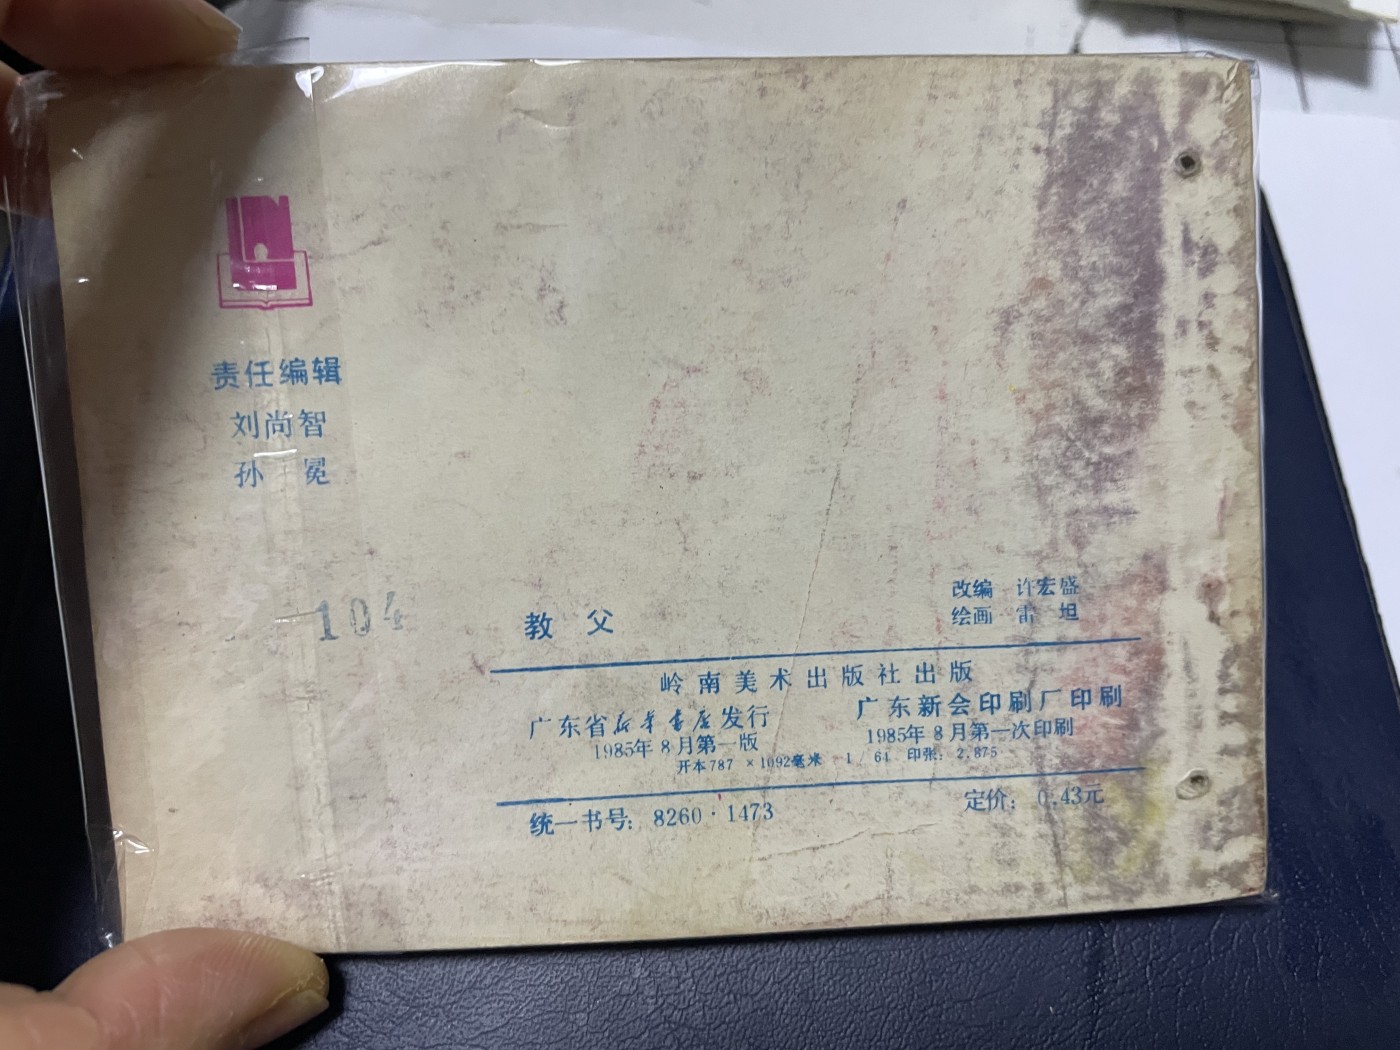 责任编辑
刘尚智
孙 冕
104
教 父
改编 许宏盛
绘画 雷 坦
岭南美术出版社出版
广东省新华书店发行 广东新会印刷厂印刷
1985年8月第一版 1985年8月第一次印刷
开本787×1092毫米 1/64 印张:2.875
统一书号:8260·1473 定价:0.43元